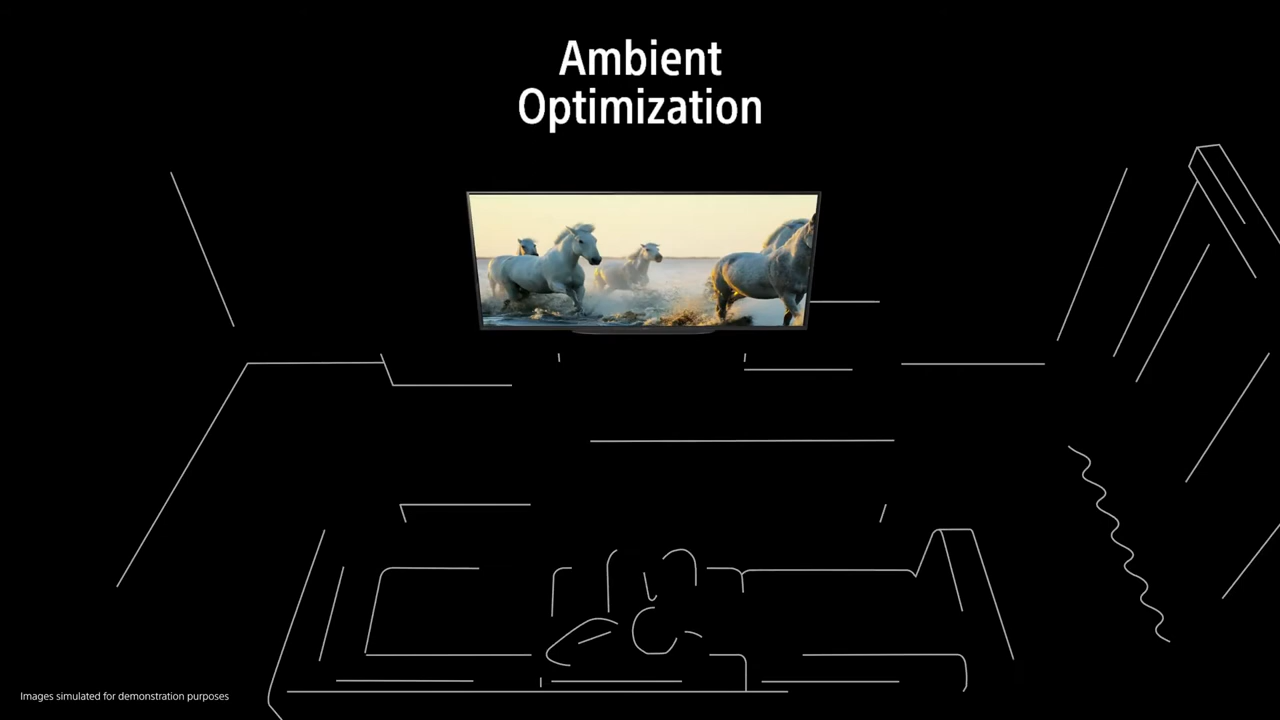 Ambient
Optimization
Images simulated for demonstration purposes